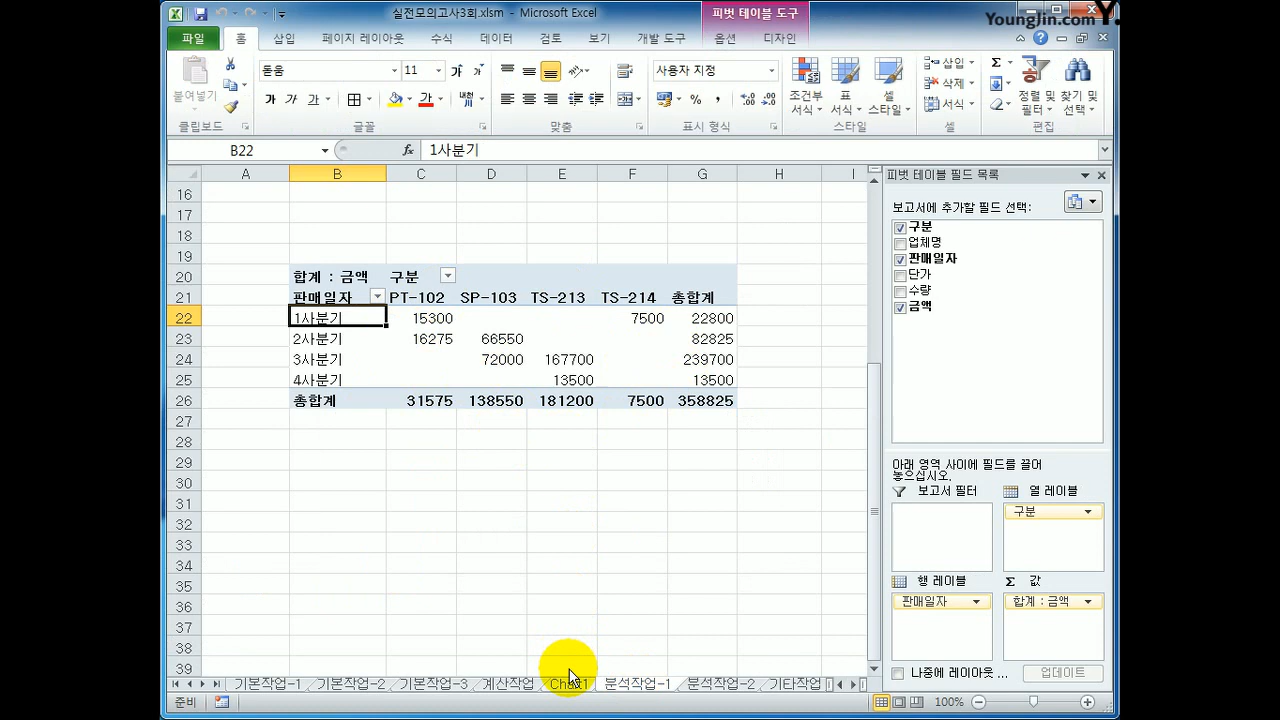 실전모의고사3회.xlsm - Microsoft Excel
피벗 테이블 도구
YoungJin.com Y.
파일 홈 삽입 페이지 레이아웃 수식 데이터 검토 보기 개발 도구 옵션 디자인
붙여넣기
돋움 11
가 가 가
사용자 지정
조건부 서식
표 서식
셀 스타일
삽입
삭제
서식
정렬 및 필터
찾기 및 선택
클립보드 글꼴 맞춤 표시 형식 스타일 셀 편집
B22 fx 1사분기
A B C D E F G H I
16
17
18
19
20 합계 : 금액 구분
21 판매일자 PT-102 SP-103 TS-213 TS-214 총합계
22 1사분기 15300 7500 22800
23 2사분기 16275 66550 82825
24 3사분기 72000 167700 239700
25 4사분기 13500 13500
26 총합계 31575 138550 181200 7500 358825
27
28
29
30
31
32
33
34
35
36
37
38
39
피벗 테이블 필드 목록
보고서에 추가할 필드 선택:
구분
업체명
판매일자
단가
수량
금액
아래 영역 사이에 필드를 끌어
놓으십시오.
보고서 필터 열 레이블
구분
행 레이블 Σ 값
판매일자 합계 : 금액
나중에 레이아웃 ... 업데이트
기본작업-1 기본작업-2 기본작업-3 계산작업 Chart1 분석작업-1 분석작업-2 기타작업
준비 100%